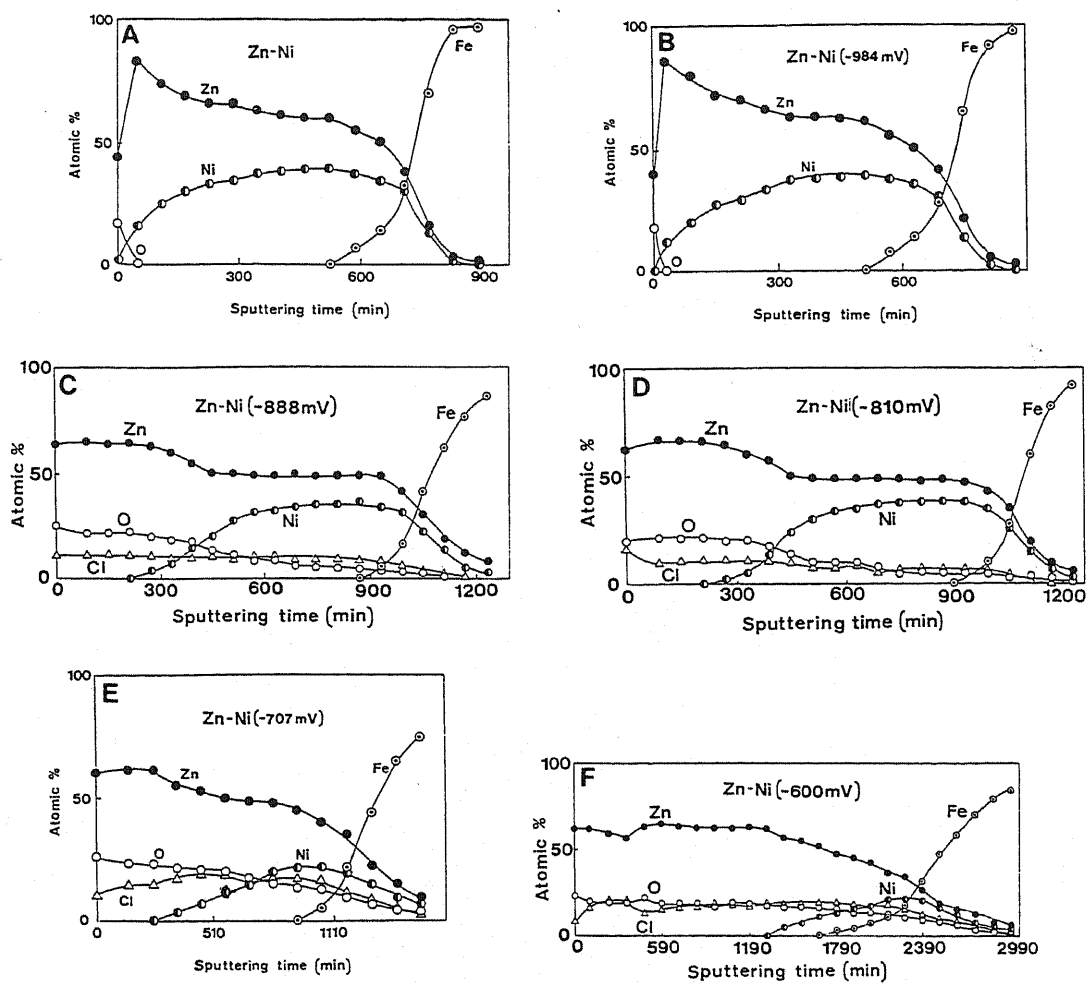 A
Zn-Ni
100
50
0
Atomic %
Zn
Ni
O
Fe
0 300 600 900
Sputtering time (min)
B
Zn-Ni (-984 mV)
100
50
0
Atomic %
Zn
Ni
O
Fe
0 300 600
Sputtering time (min)
C
Zn-Ni (-888mV)
100
50
0
Atomic %
Zn
O
Ni
Cl
Fe
0 300 600 900 1200
Sputtering time (min)
D
Zn-Ni (-810mV)
100
50
0
Atomic %
Zn
O
Ni
Cl
Fe
0 300 600 900 1200
Sputtering time (min)
E
Zn-Ni (-707 mV)
100
50
0
Atomic %
Zn
O
Ni
Cl
Fe
0 510 1110
Sputtering time (min)
F
Zn-Ni (-600mV)
100
50
0
Atomic %
Zn
O
Ni
Cl
Fe
0 590 1190 1790 2390 2990
Sputtering time (min)